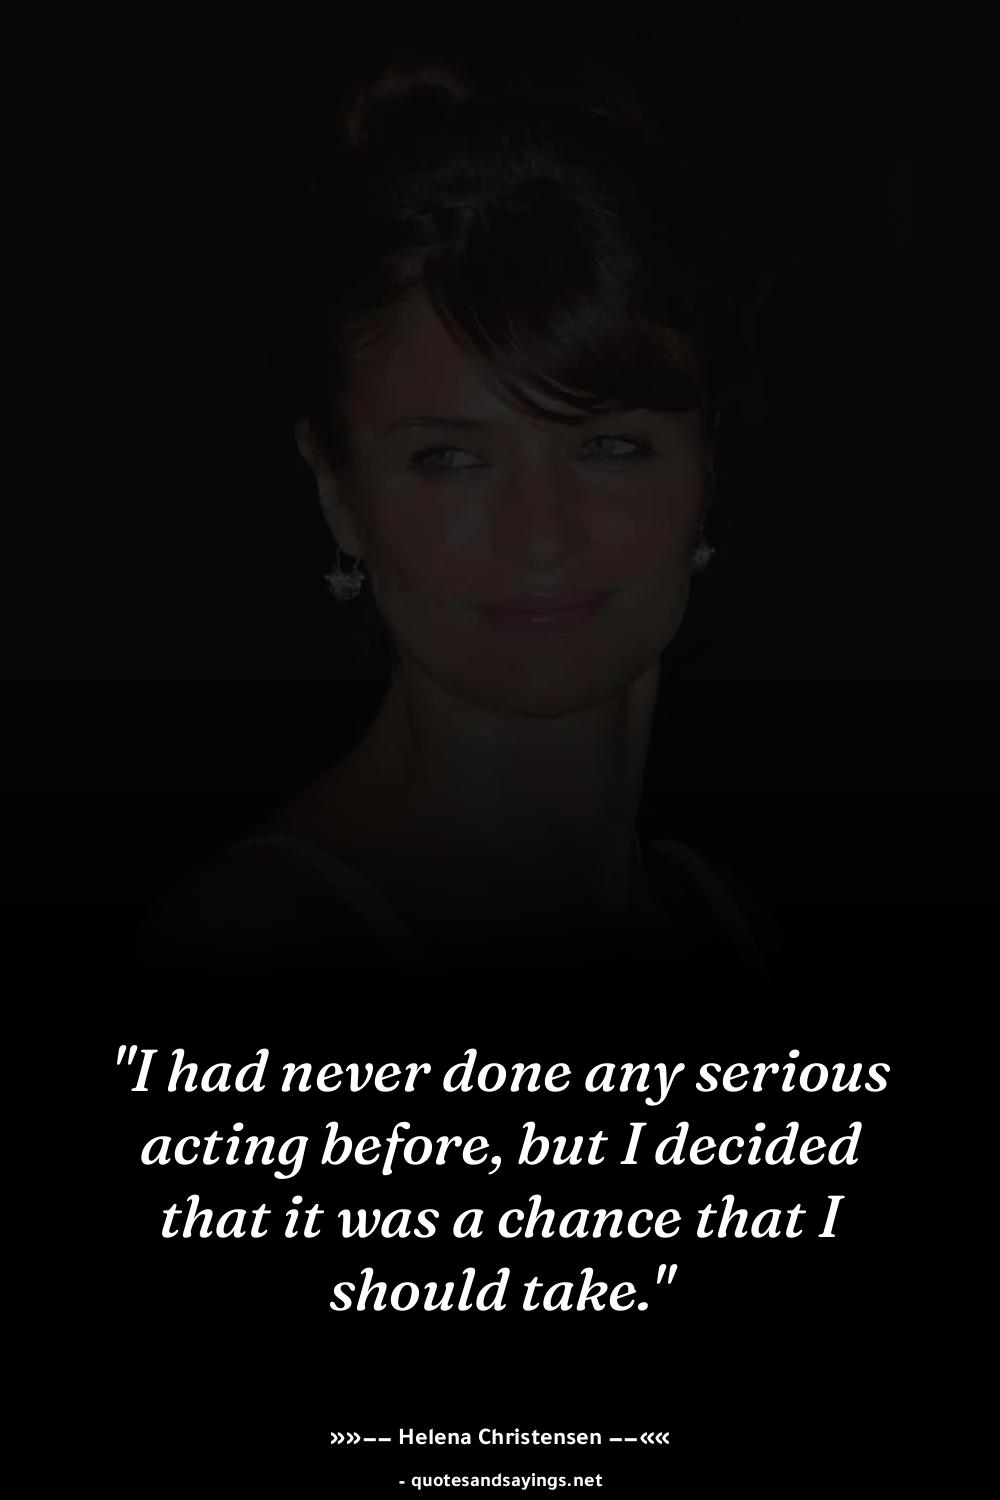 "I had never done any serious
acting before, but I decided
that it was a chance that I
should take."
»»–– Helena Christensen ––««
- quotesandsayings.net